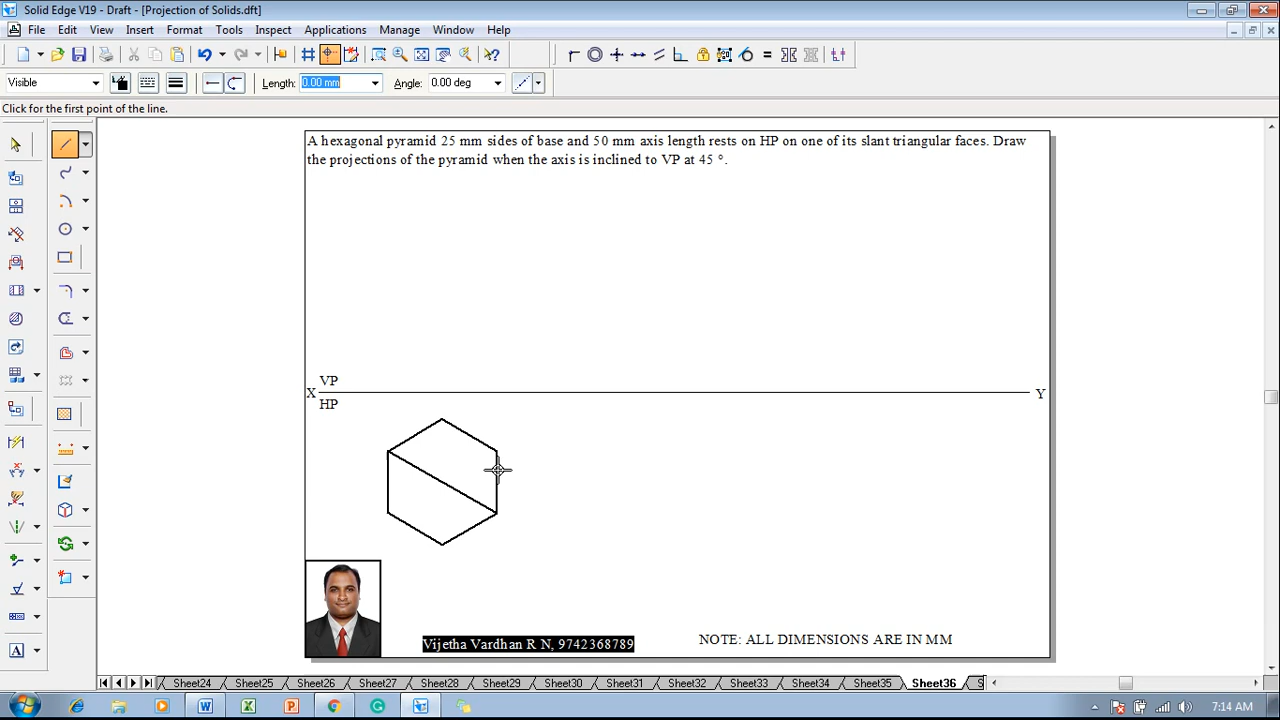 Solid Edge V19 - Draft - [Projection of Solids.dft]
File Edit View Insert Format Tools Inspect Applications Manage Window Help
Visible Length: 0.00 mm Angle: 0.00 deg
Click for the first point of the line.
A hexagonal pyramid 25 mm sides of base and 50 mm axis length rests on HP on one of its slant triangular faces. Draw
the projections of the pyramid when the axis is inclined to VP at 45 °.
VP
X Y
HP
Vijetha Vardhan R N, 9742368789
NOTE: ALL DIMENSIONS ARE IN MM
Sheet24 Sheet25 Sheet26 Sheet27 Sheet28 Sheet29 Sheet30 Sheet31 Sheet32 Sheet33 Sheet34 Sheet35 Sheet36 S
7:14 AM